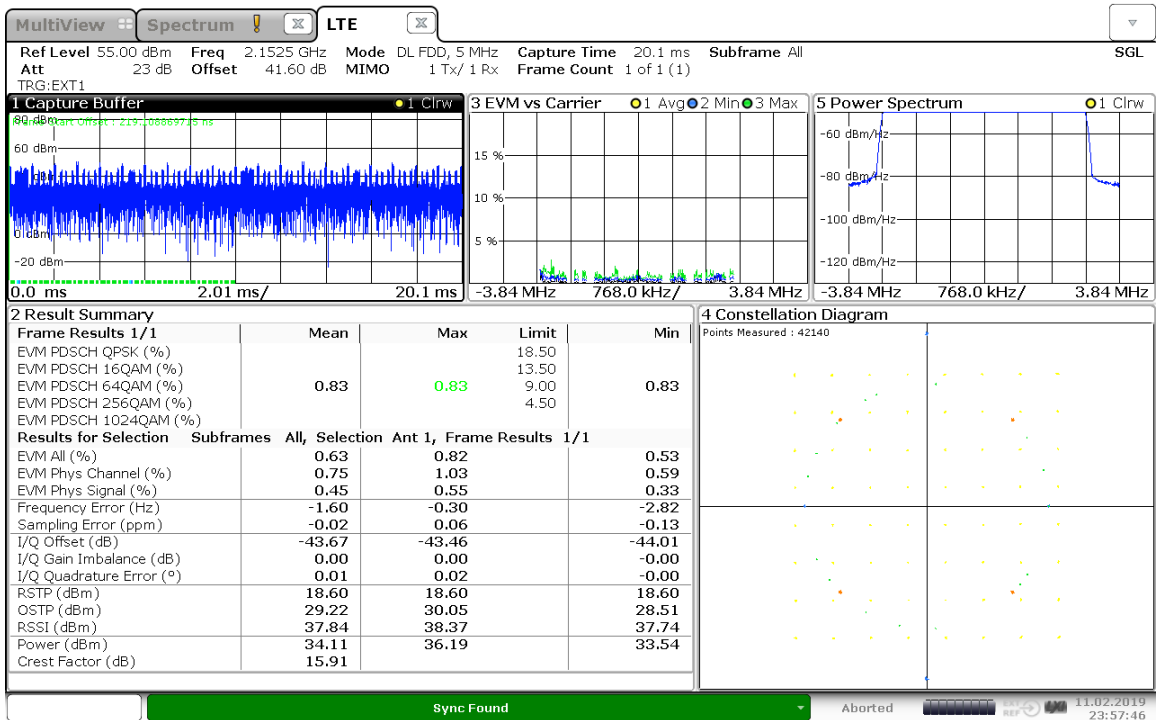 MultiView Spectrum LTE
Ref Level 55.00 dBm Freq 2.1525 GHz Mode DL FDD, 5 MHz Capture Time 20.1 ms Subframe All SGL
Att 23 dB Offset 41.60 dB MIMO 1 Tx/ 1 Rx Frame Count 1 of 1 (1)
TRG:EXT1
1 Capture Buffer 1 Clrw
Frame Start Offset : 219.108869715 ns
80 dBm
60 dBm
0 dBm
-20 dBm
0.0 ms 2.01 ms/ 20.1 ms
3 EVM vs Carrier 1 Avg 2 Min 3 Max
15 %
10 %
5 %
-3.84 MHz 768.0 kHz/ 3.84 MHz
5 Power Spectrum 1 Clrw
-60 dBm/Hz
-80 dBm/Hz
-100 dBm/Hz
-120 dBm/Hz
-3.84 MHz 768.0 kHz/ 3.84 MHz
2 Result Summary
Frame Results 1/1 Mean Max Limit Min
EVM PDSCH QPSK (%) 18.50
EVM PDSCH 16QAM (%) 13.50
EVM PDSCH 64QAM (%) 0.83 0.83 9.00 0.83
EVM PDSCH 256QAM (%) 4.50
EVM PDSCH 1024QAM (%)
Results for Selection Subframes All, Selection Ant 1, Frame Results 1/1
EVM All (%) 0.63 0.82 0.53
EVM Phys Channel (%) 0.75 1.03 0.59
EVM Phys Signal (%) 0.45 0.55 0.33
Frequency Error (Hz) -1.60 -0.30 -2.82
Sampling Error (ppm) -0.02 0.06 -0.13
I/Q Offset (dB) -43.67 -43.46 -44.01
I/Q Gain Imbalance (dB) 0.00 0.00 -0.00
I/Q Quadrature Error (°) 0.01 0.02 -0.00
RSTP (dBm) 18.60 18.60 18.60
OSTP (dBm) 29.22 30.05 28.51
RSSI (dBm) 37.84 38.37 37.74
Power (dBm) 34.11 36.19 33.54
Crest Factor (dB) 15.91
4 Constellation Diagram
Points Measured : 42140
Sync Found
Aborted
EXT
REF
11.02.2019
23:57:46